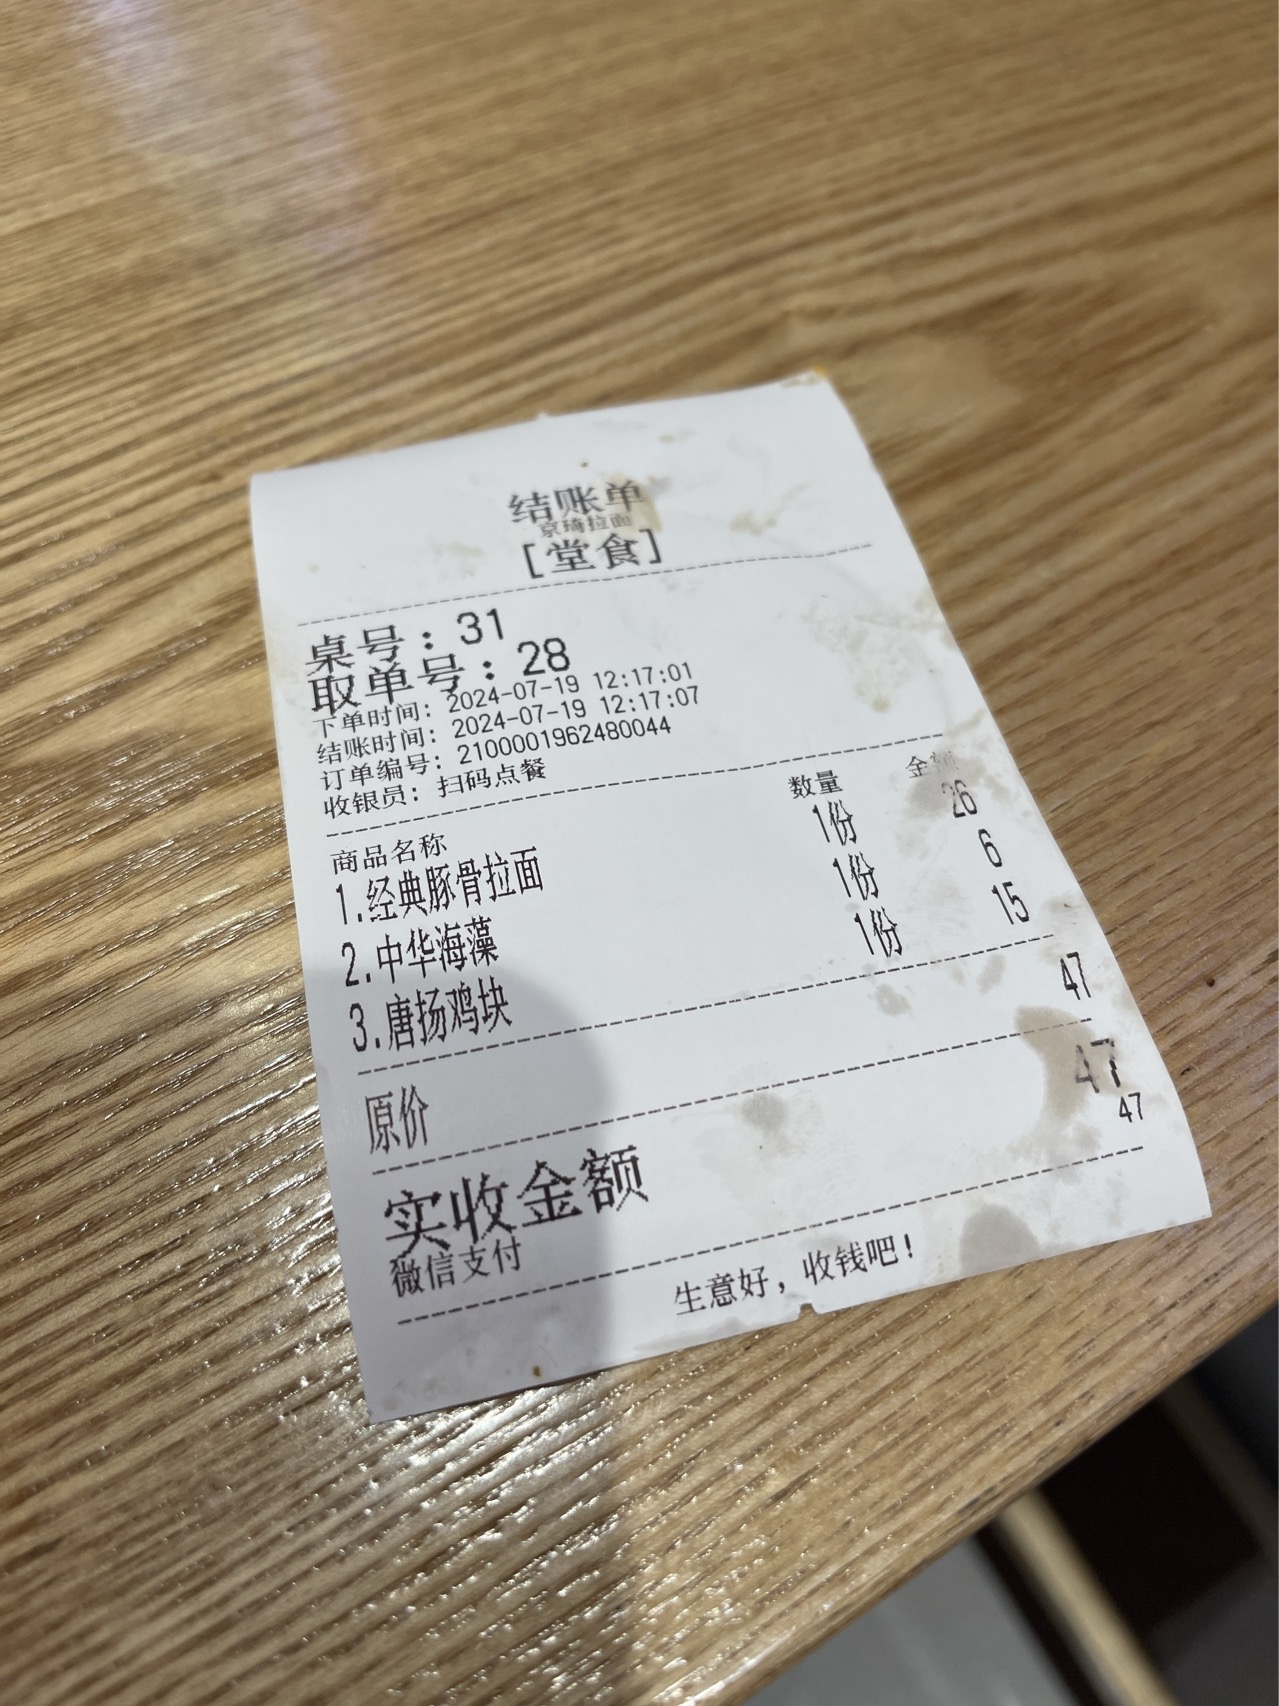 结账单
京琦拉面
[堂食]
桌号：31
取单号：28
下单时间：2024-07-19 12:17:01
结账时间：2024-07-19 12:17:07
订单编号：2100001962480044
收银员：扫码点餐
商品名称 数量 金额
1.经典豚骨拉面 1份 26
2.中华海藻 1份 6
3.唐扬鸡块 1份 15
原价 47
实收金额 47
微信支付 47
生意好，收钱吧！